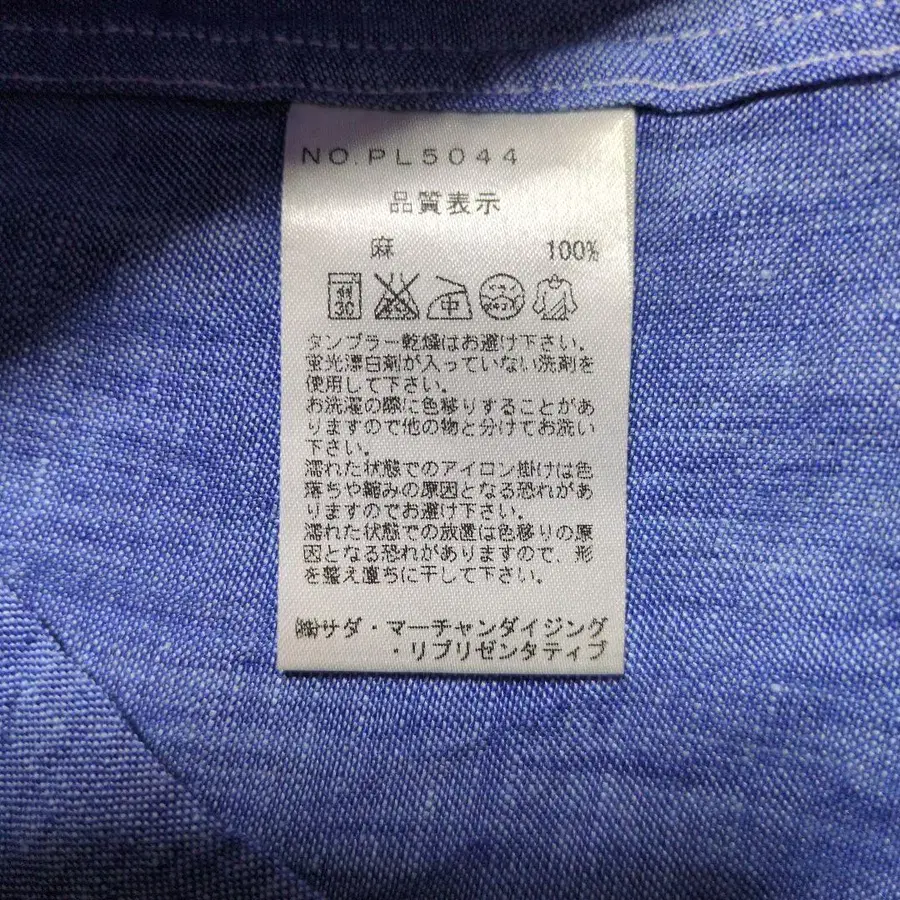 NO.PL5044
品質表示
麻 100%
弱 30 中
タンブラー乾燥はお避け下さい。
蛍光漂白剤が入っていない洗剤を
使用して下さい。
お洗濯の際に色移りすることがあ
りますので他の物と分けてお洗い
下さい。
濡れた状態でのアイロン掛けは色
落ちや縮みの原因となる恐れがあ
りますのでお避け下さい。
濡れた状態での放置は色移りの原
因となる恐れがありますので、形
を整え直ちに干して下さい。
㈱サダ・マーチャンダイジング
・リプリゼンタティブ